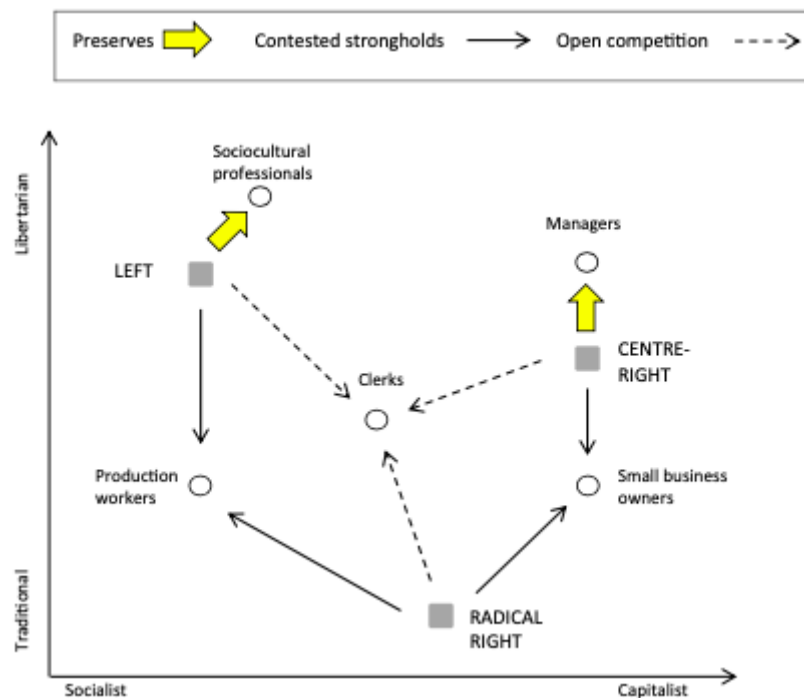 Preserves Contested strongholds Open competition
Sociocultural
professionals
Managers
LEFT
CENTRE-
RIGHT
Clerks
Production
workers
Small business
owners
RADICAL
RIGHT
Libertarian
Traditional
Socialist Capitalist